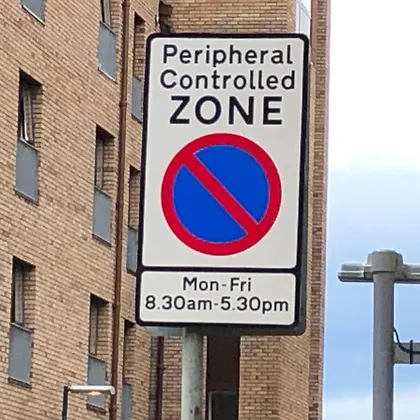 Peripheral
Controlled
ZONE
Mon-Fri
8.30am-5.30pm